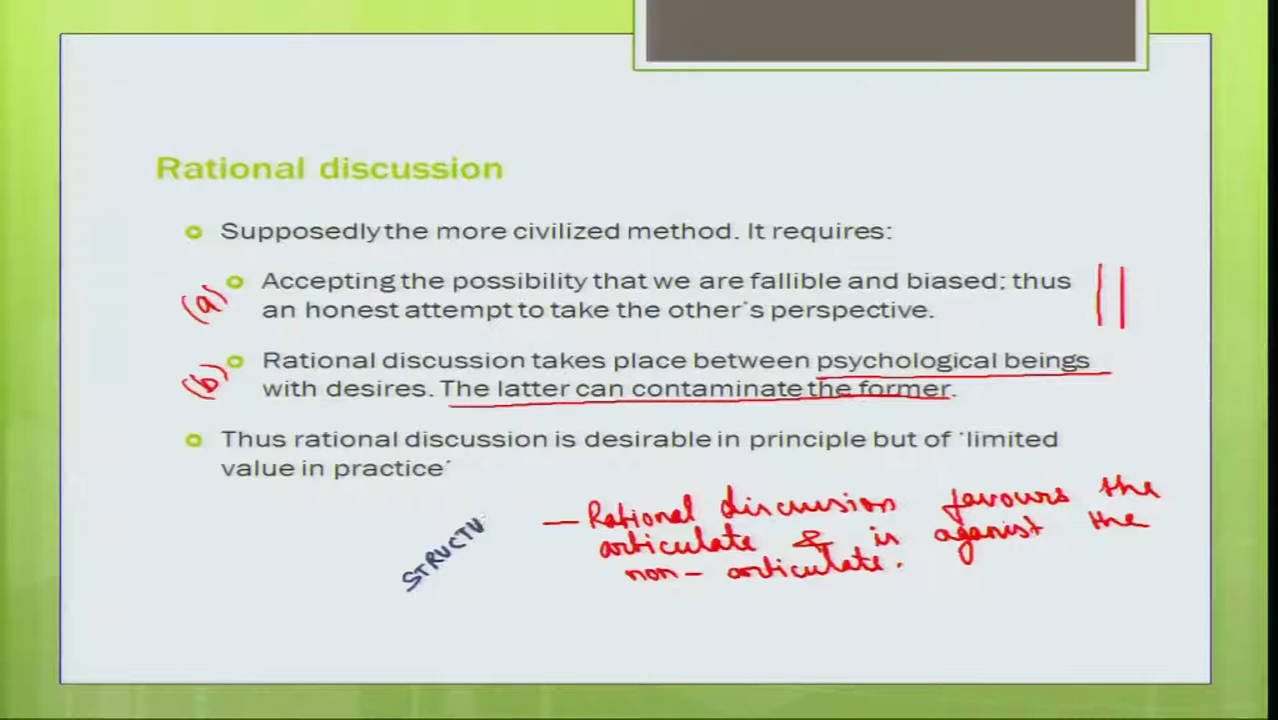 Rational discussion
Supposedly the more civilized method. It requires:
(a)
Accepting the possibility that we are fallible and biased; thus
an honest attempt to take the other's perspective.
(b)
Rational discussion takes place between psychological beings
with desires. The latter can contaminate the former.
Thus rational discussion is desirable in principle but of 'limited
value in practice'
— Rational discussion favours the
articulate & is aganist the
non-articulate.
STRUCTU